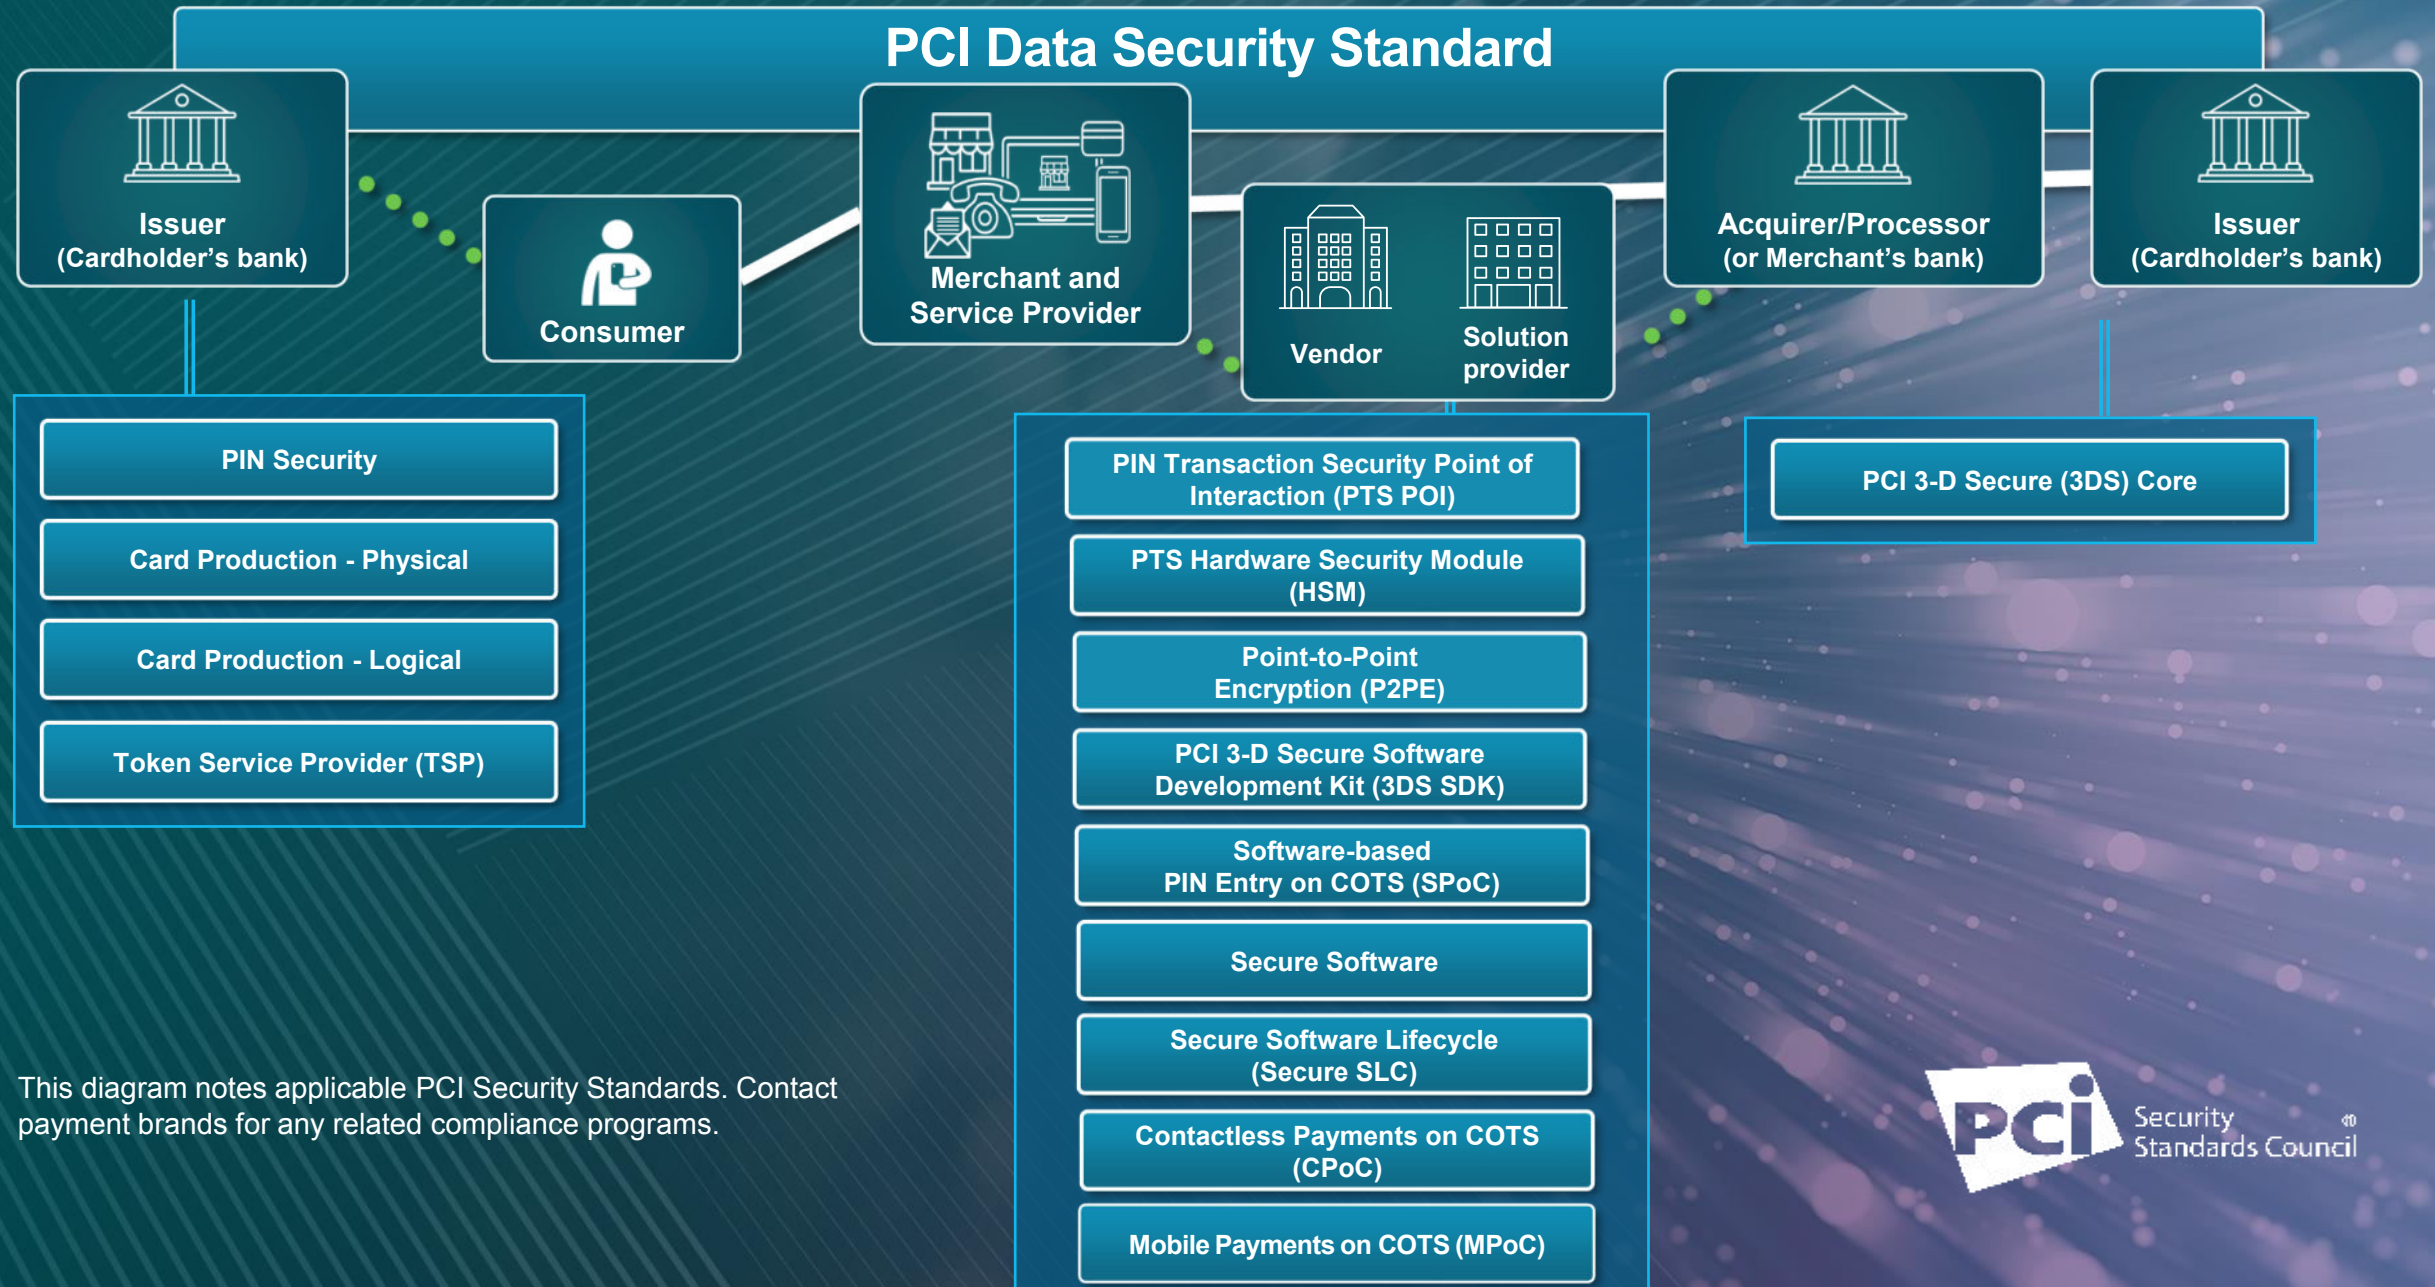 PCI Data Security Standard
Issuer
(Cardholder's bank)
Consumer
Merchant and
Service Provider
Vendor
Solution
provider
Acquirer/Processor
(or Merchant's bank)
Issuer
(Cardholder's bank)
PIN Security
Card Production - Physical
Card Production - Logical
Token Service Provider (TSP)
PIN Transaction Security Point of
Interaction (PTS POI)
PTS Hardware Security Module
(HSM)
Point-to-Point
Encryption (P2PE)
PCI 3-D Secure Software
Development Kit (3DS SDK)
Software-based
PIN Entry on COTS (SPoC)
Secure Software
Secure Software Lifecycle
(Secure SLC)
Contactless Payments on COTS
(CPoC)
Mobile Payments on COTS (MPoC)
PCI 3-D Secure (3DS) Core
This diagram notes applicable PCI Security Standards. Contact
payment brands for any related compliance programs.
PCi
Security ®
Standards Council